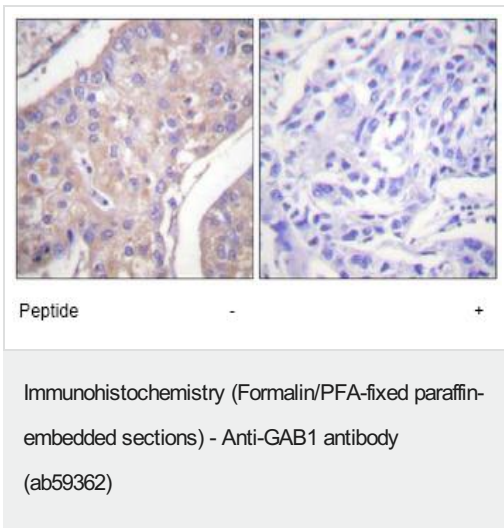 Peptide - +
Immunohistochemistry (Formalin/PFA-fixed paraffin-
embedded sections) - Anti-GAB1 antibody
(ab59362)